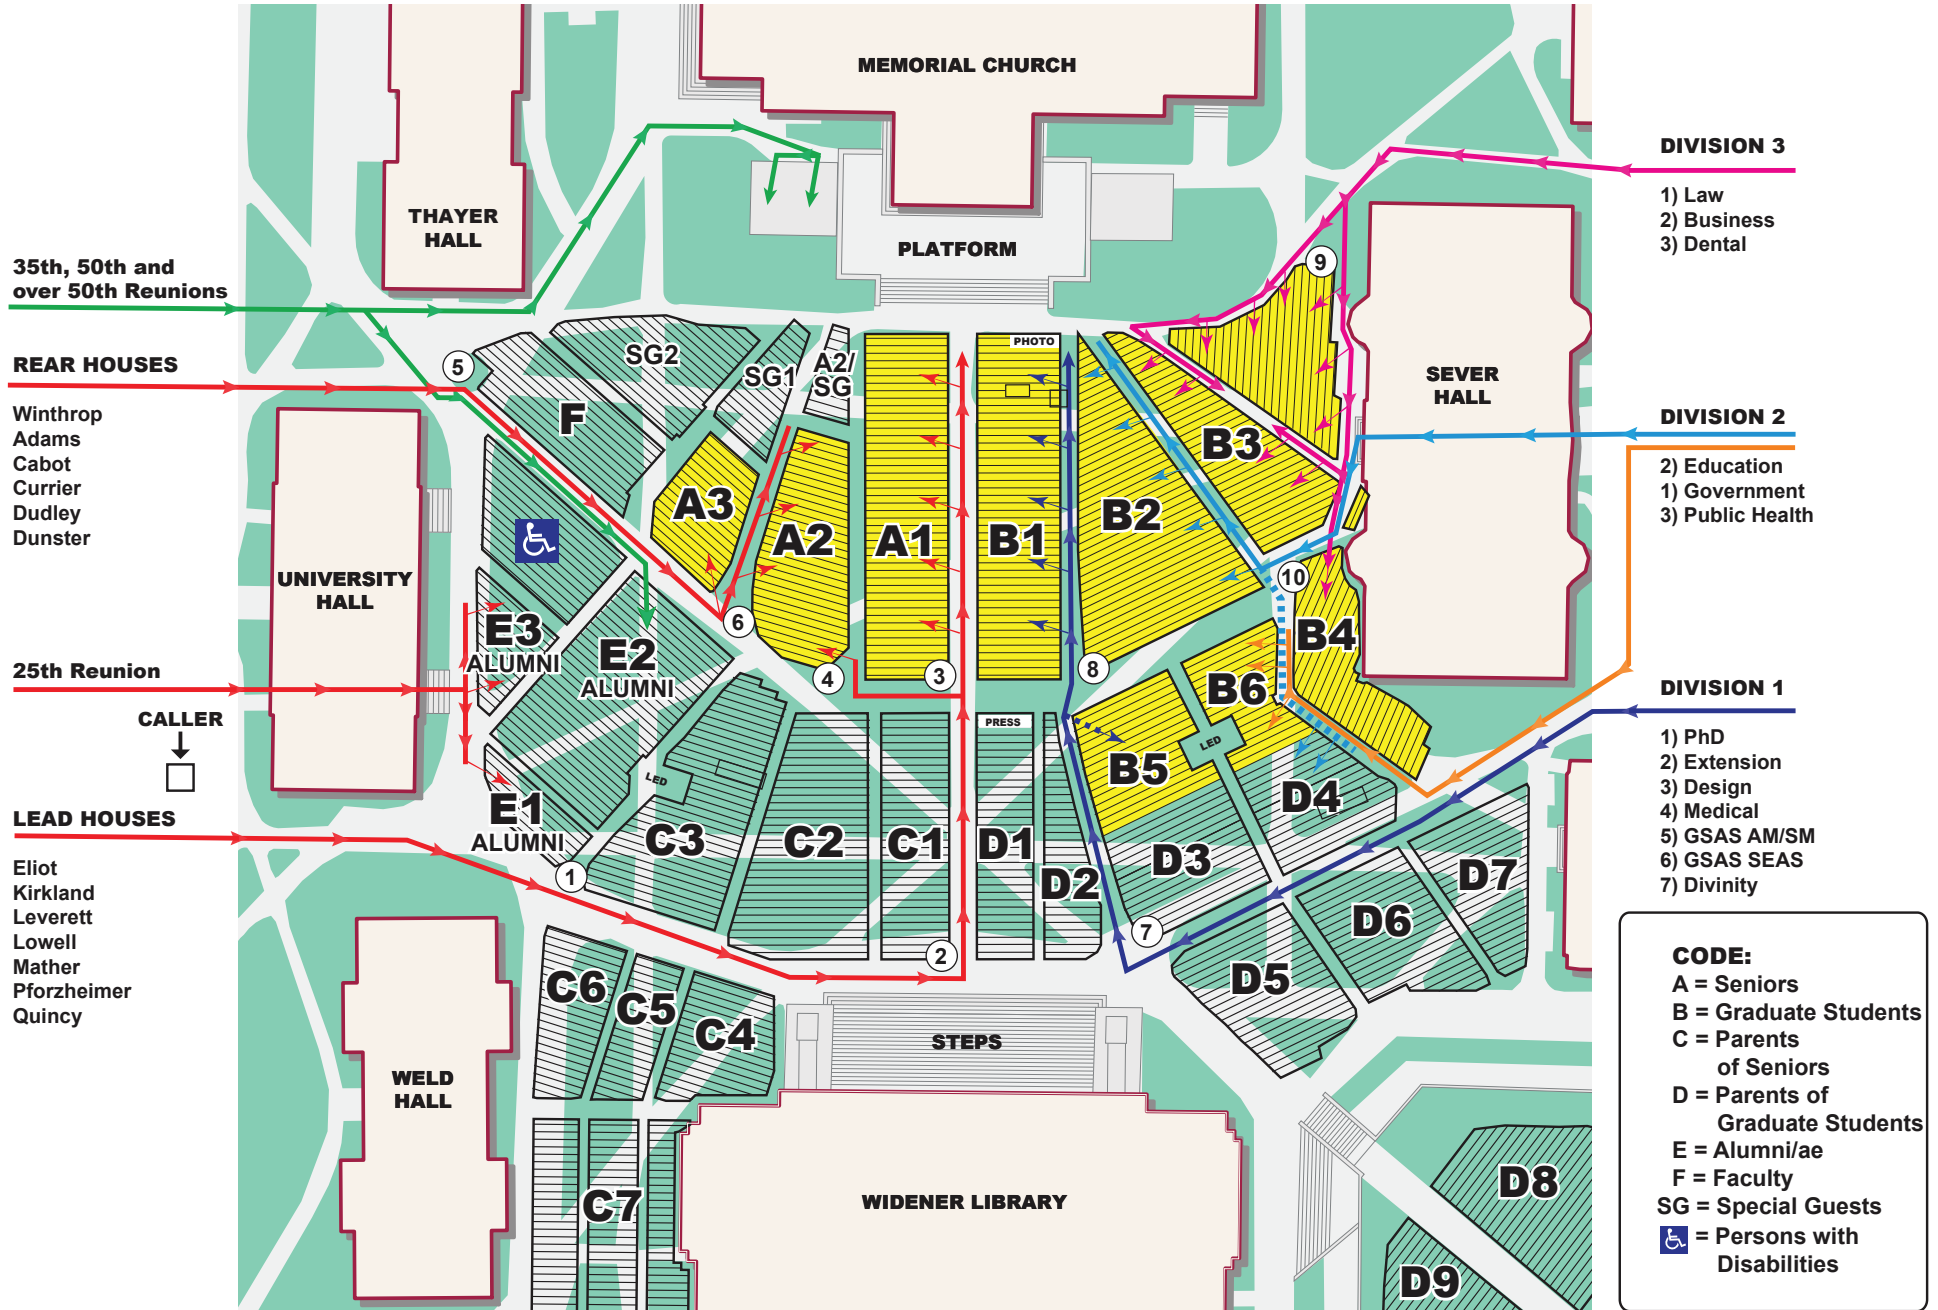 MEMORIAL CHURCH
THAYER
HALL
PLATFORM
DIVISION 3
1) Law
2) Business
3) Dental
35th, 50th and
over 50th Reunions
REAR HOUSES
Winthrop
Adams
Cabot
Currier
Dudley
Dunster
UNIVERSITY
HALL
25th Reunion
CALLER
LEAD HOUSES
Eliot
Kirkland
Leverett
Lowell
Mather
Pforzheimer
Quincy
5
SG2
SG1
A2/
SG
PHOTO
9
SEVER
HALL
F
A3
A2
A1
B1
B2
B3
10
B4
6
4
3
8
B6
LED
B5
E3
ALUMNI
E2
ALUMNI
E1
ALUMNI
LED
PRESS
C3
C2
C1
D1
D2
D3
D4
D7
D6
D5
1
2
7
C6
C5
C4
STEPS
WELD
HALL
C7
WIDENER LIBRARY
D8
D9
DIVISION 2
2) Education
1) Government
3) Public Health
DIVISION 1
1) PhD
2) Extension
3) Design
4) Medical
5) GSAS AM/SM
6) GSAS SEAS
7) Divinity
CODE:
A = Seniors
B = Graduate Students
C = Parents
of Seniors
D = Parents of
Graduate Students
E = Alumni/ae
F = Faculty
SG = Special Guests
= Persons with
Disabilities